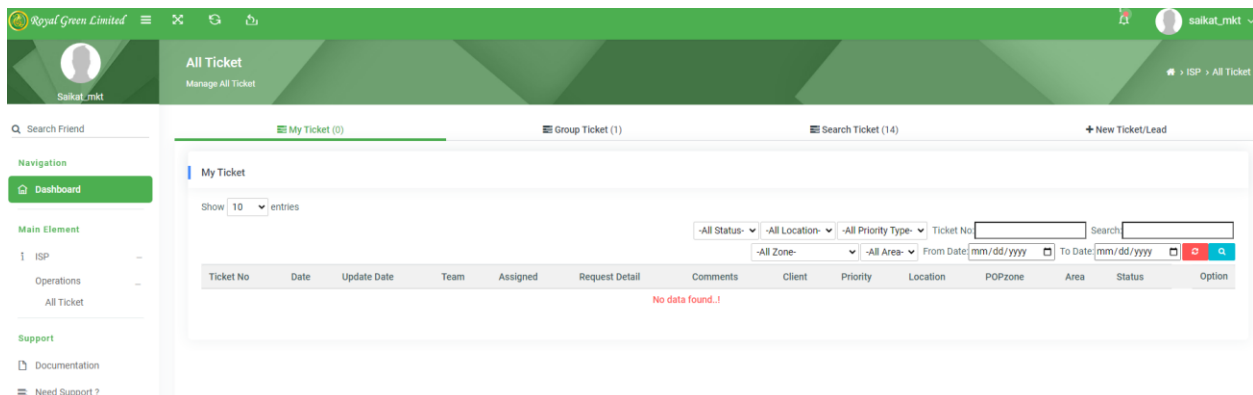 Royal Green Limited
saikat_mkt
Saikat_mkt
All Ticket
Manage All Ticket
> ISP > All Ticket
Search Friend
My Ticket (0)
Group Ticket (1)
Search Ticket (14)
+ New Ticket/Lead
Navigation
Dashboard
Main Element
ISP
Operations
All Ticket
Support
Documentation
Need Support ?
My Ticket
Show 10 entries
-All Status- -All Location- -All Priority Type- Ticket No: Search:
-All Zone- -All Area- From Date: mm/dd/yyyy To Date: mm/dd/yyyy
Ticket No Date Update Date Team Assigned Request Detail Comments Client Priority Location POPzone Area Status Option
No data found..!